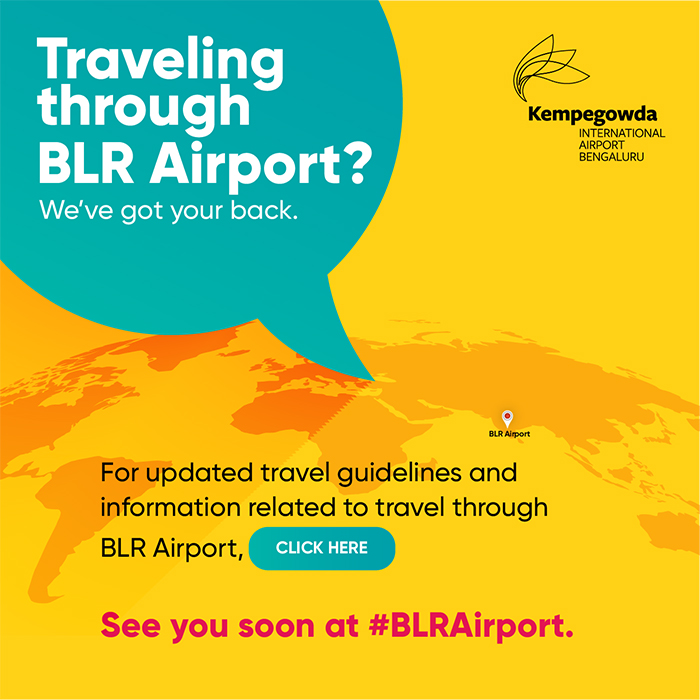 Traveling
through
BLR Airport?
We've got your back.
Kempegowda
INTERNATIONAL
AIRPORT
BENGALURU
BLR Airport
For updated travel guidelines and
information related to travel through
BLR Airport, CLICK HERE
See you soon at #BLRAirport.